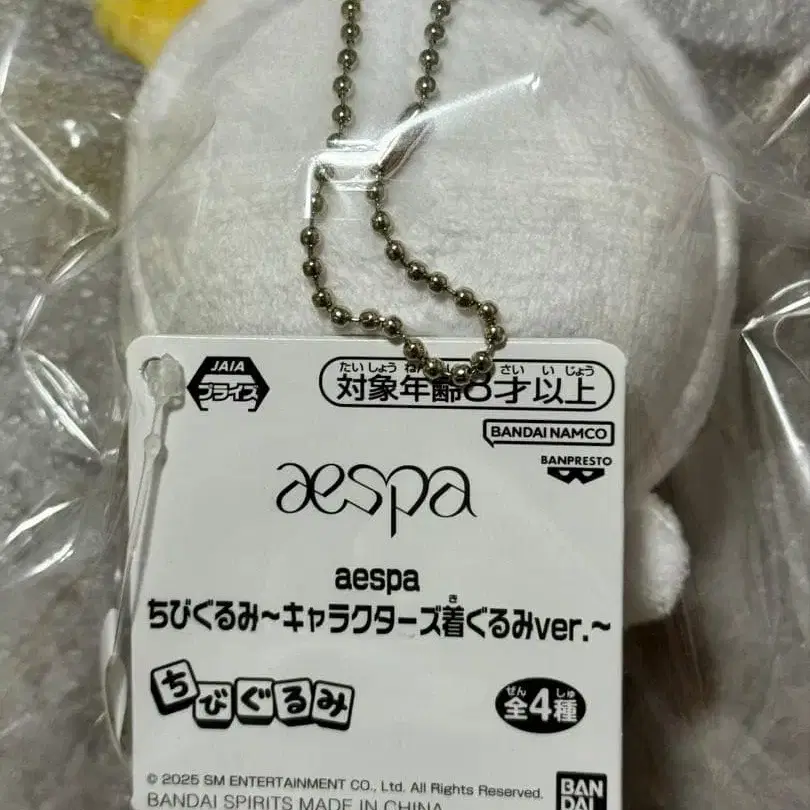 JAIA
プライズ
たいしょう ねん さい い じょう
対象年齢8才以上
BANDAI NAMCO
BANPRESTO
aespa
aespa
き
ちびぐるみ～キャラクターズ着ぐるみver.～
ちびぐるみ
ぜん しゅ
全4種
© 2025 SM ENTERTAINMENT CO., Ltd. All Rights Reserved.
BANDAI SPIRITS MADE IN CHINA
BAN
DAI